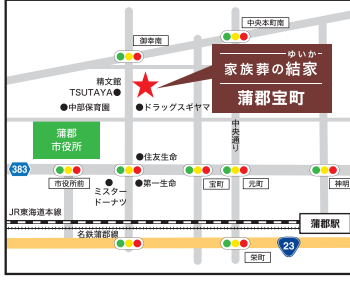 中央本町南
御幸南
ゆいか
家族葬の結家
蒲郡宝町
精文館
TSUTAYA
中部保育園
ドラッグスギヤマ
中央通り
蒲郡
市役所
住友生命
383
市役所前
ミスター
ドーナツ
第一生命
宝町
元町
神明
JR東海道本線
蒲郡駅
名鉄蒲郡線
23
栄町